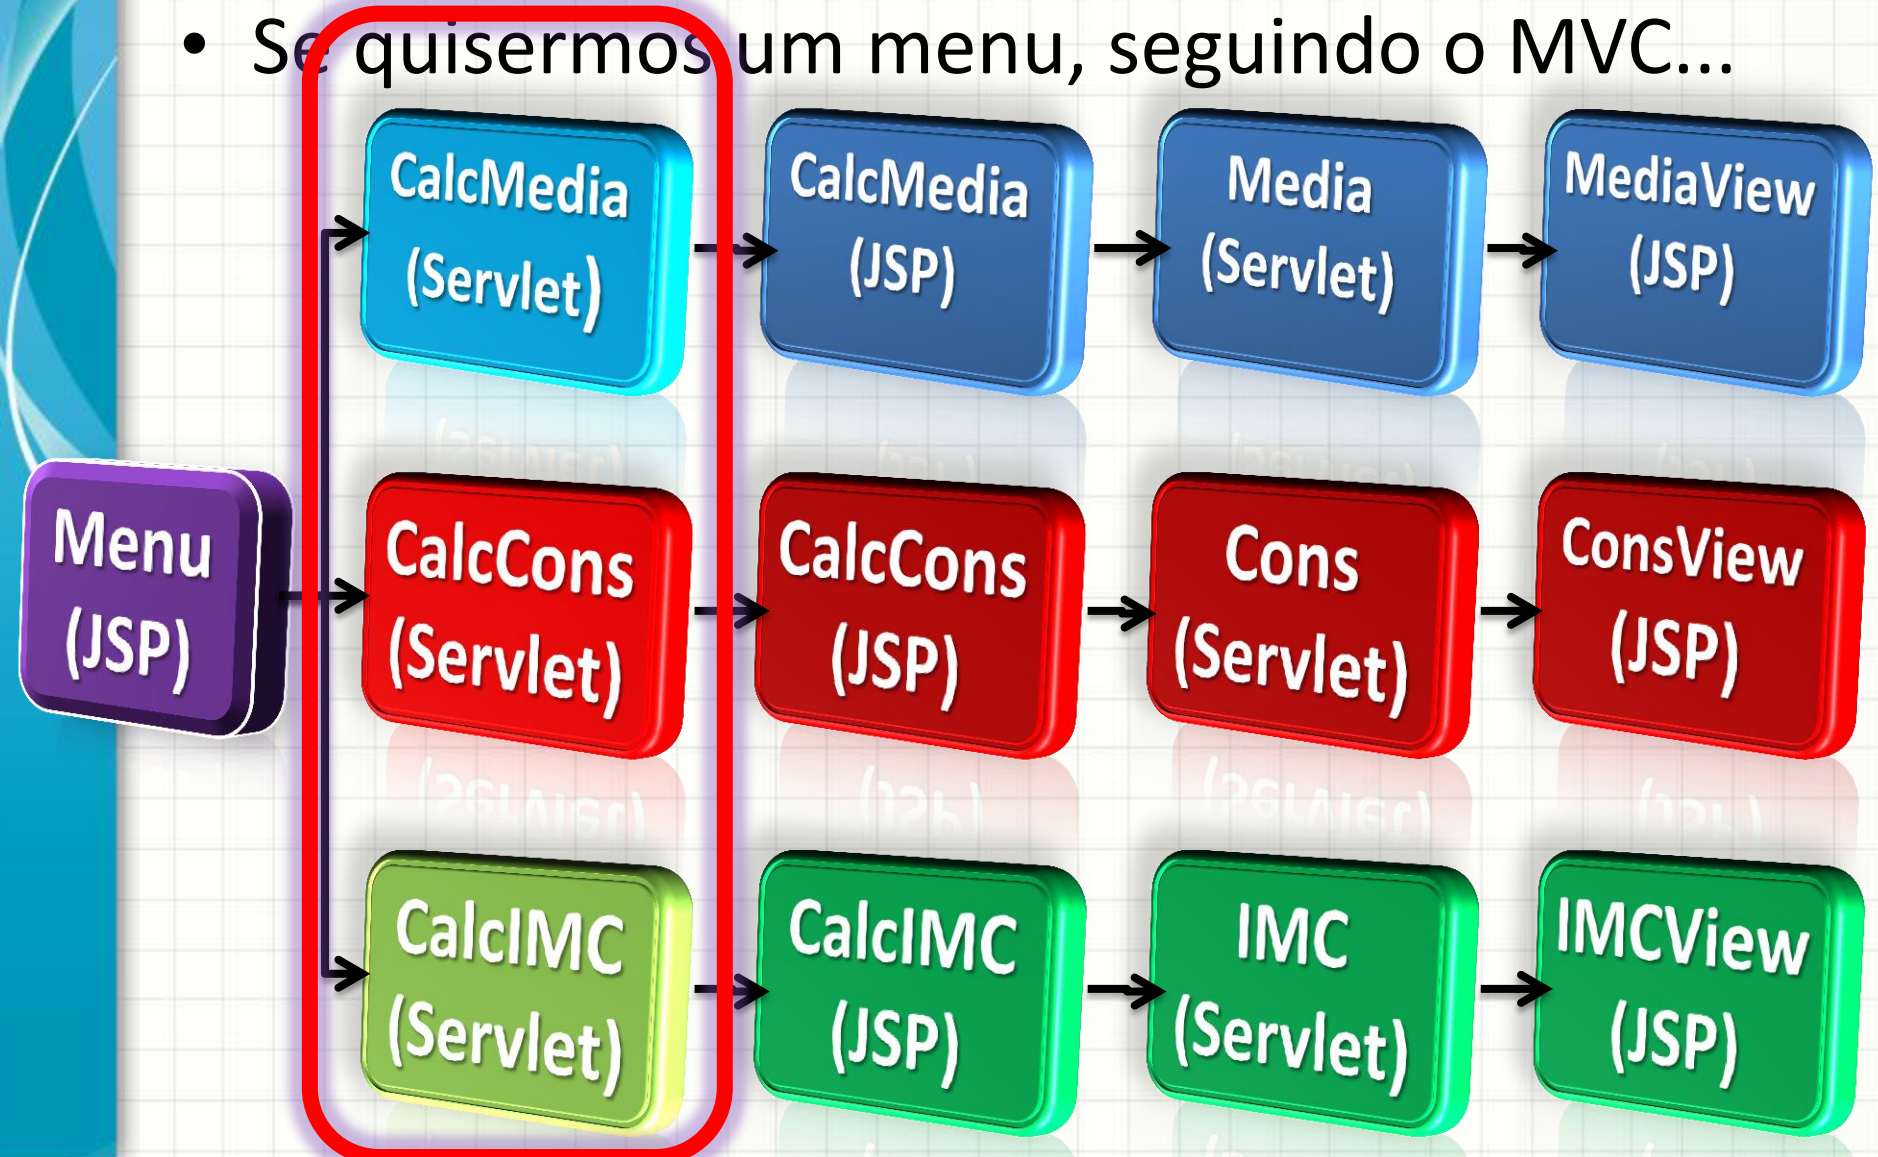 • Se quisermos um menu, seguindo o MVC...
CalcMedia
(Servlet)
CalcMedia
(JSP)
Media
(Servlet)
MediaView
(JSP)
Menu
(JSP)
CalcCons
(Servlet)
CalcCons
(JSP)
Cons
(Servlet)
ConsView
(JSP)
CalcIMC
(Servlet)
CalcIMC
(JSP)
IMC
(Servlet)
IMCView
(JSP)